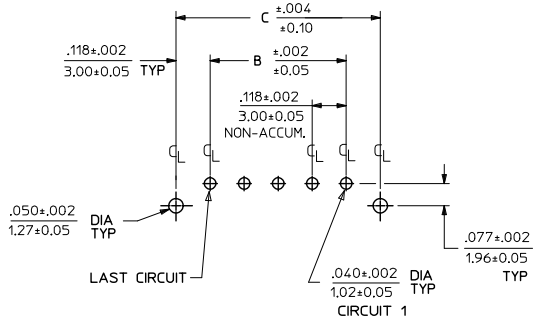 C ±.004
±0.10
.118±.002
3.00±0.05 TYP
B ±.002
±0.05
.118±.002
3.00±0.05
NON-ACCUM.
CL CL CL CL CL
.050±.002
1.27±0.05
DIA
TYP
LAST CIRCUIT
.040±.002
1.02±0.05
DIA
TYP
CIRCUIT 1
.077±.002
1.96±0.05
TYP